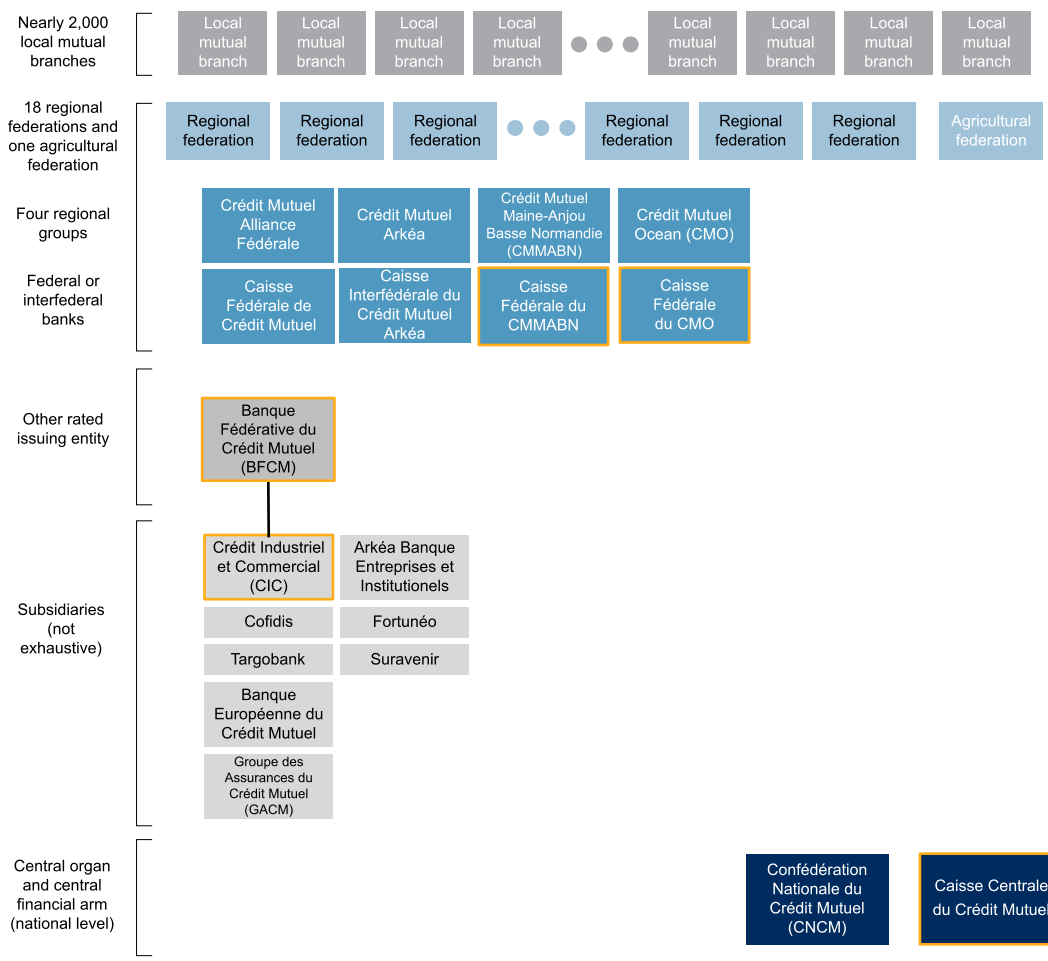 Nearly 2,000
local mutual
branches
Local
mutual
branch
Local
mutual
branch
Local
mutual
branch
Local
mutual
branch
Local
mutual
branch
Local
mutual
branch
Local
mutual
branch
Local
mutual
branch
18 regional
federations and
one agricultural
federation
Regional
federation
Regional
federation
Regional
federation
Regional
federation
Regional
federation
Regional
federation
Agricultural
federation
Four regional
groups
Crédit Mutuel
Alliance
Fédérale
Crédit Mutuel
Arkéa
Crédit Mutuel
Maine-Anjou
Basse Normandie
(CMMABN)
Crédit Mutuel
Ocean (CMO)
Federal or
interfederal
banks
Caisse
Fédérale de
Crédit Mutuel
Caisse
Interfédérale du
Crédit Mutuel
Arkéa
Caisse
Fédérale du
CMMABN
Caisse
Fédérale
du CMO
Other rated
issuing entity
Banque
Fédérative du
Crédit Mutuel
(BFCM)
Subsidiaries
(not
exhaustive)
Crédit Industriel
et Commercial
(CIC)
Arkéa Banque
Entreprises et
Institutionels
Cofidis
Fortunéo
Targobank
Suravenir
Banque
Européenne du
Crédit Mutuel
Groupe des
Assurances du
Crédit Mutuel
(GACM)
Central organ
and central
financial arm
(national level)
Confédération
Nationale du
Crédit Mutuel
(CNCM)
Caisse Centrale
du Crédit Mutuel